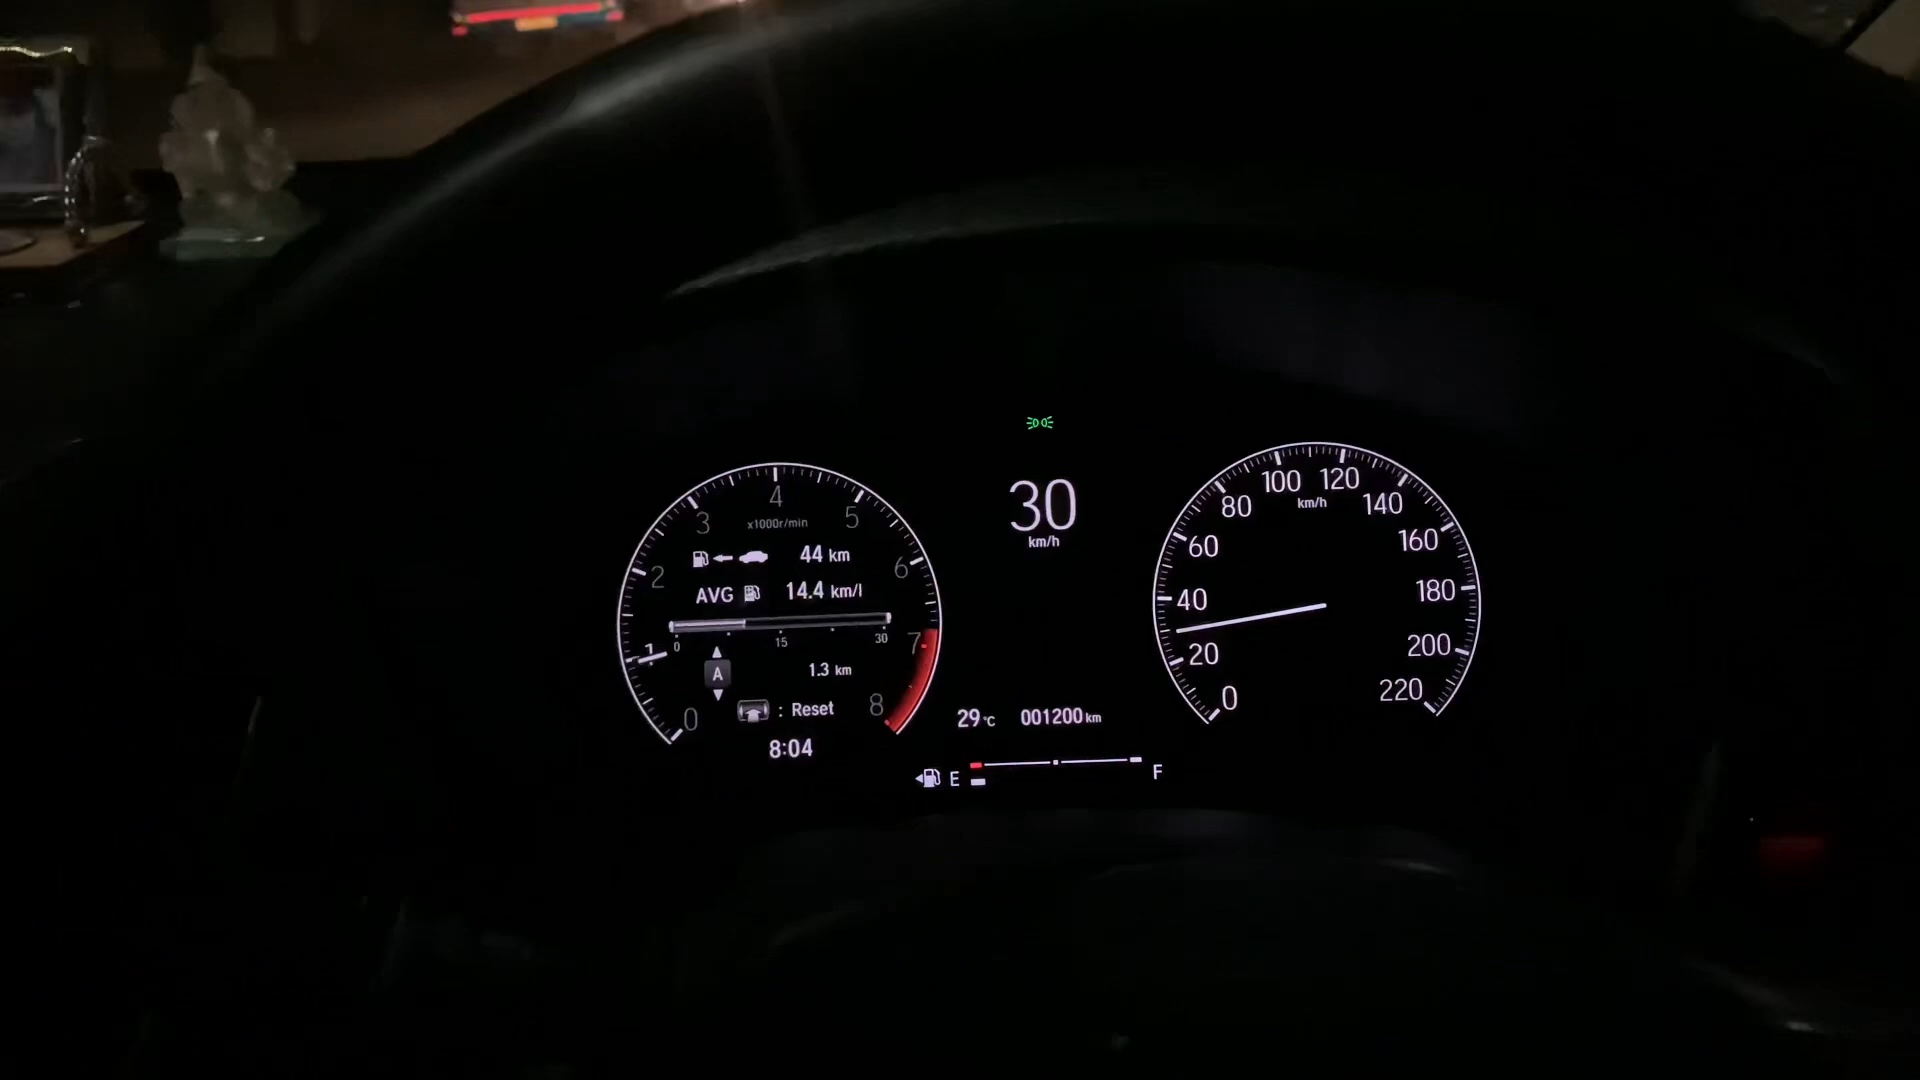 4
3 5
x1000r/min
44 km
2 6
AVG 14.4 km/l
0 15 30
1 7
A 1.3 km
: Reset
0 8
8:04
30
km/h
29 °C 001200 km
E F
100 120
80 km/h 140
60 160
40 180
20 200
0 220